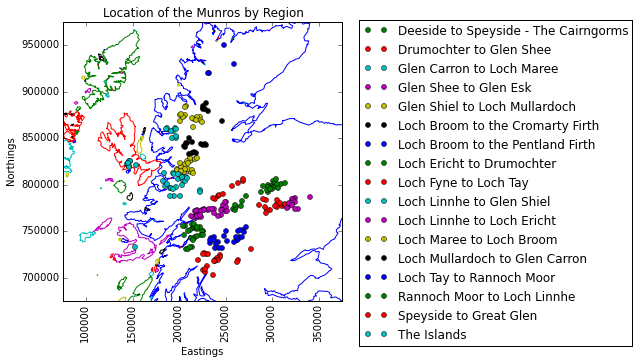 Location of the Munros by Region
Northings
950000
900000
850000
800000
750000
700000
100000
150000
200000
250000
300000
350000
Eastings
Deeside to Speyside - The Cairngorms
Drumochter to Glen Shee
Glen Carron to Loch Maree
Glen Shee to Glen Esk
Glen Shiel to Loch Mullardoch
Loch Broom to the Cromarty Firth
Loch Broom to the Pentland Firth
Loch Ericht to Drumochter
Loch Fyne to Loch Tay
Loch Linnhe to Glen Shiel
Loch Linnhe to Loch Ericht
Loch Maree to Loch Broom
Loch Mullardoch to Glen Carron
Loch Tay to Rannoch Moor
Rannoch Moor to Loch Linnhe
Speyside to Great Glen
The Islands